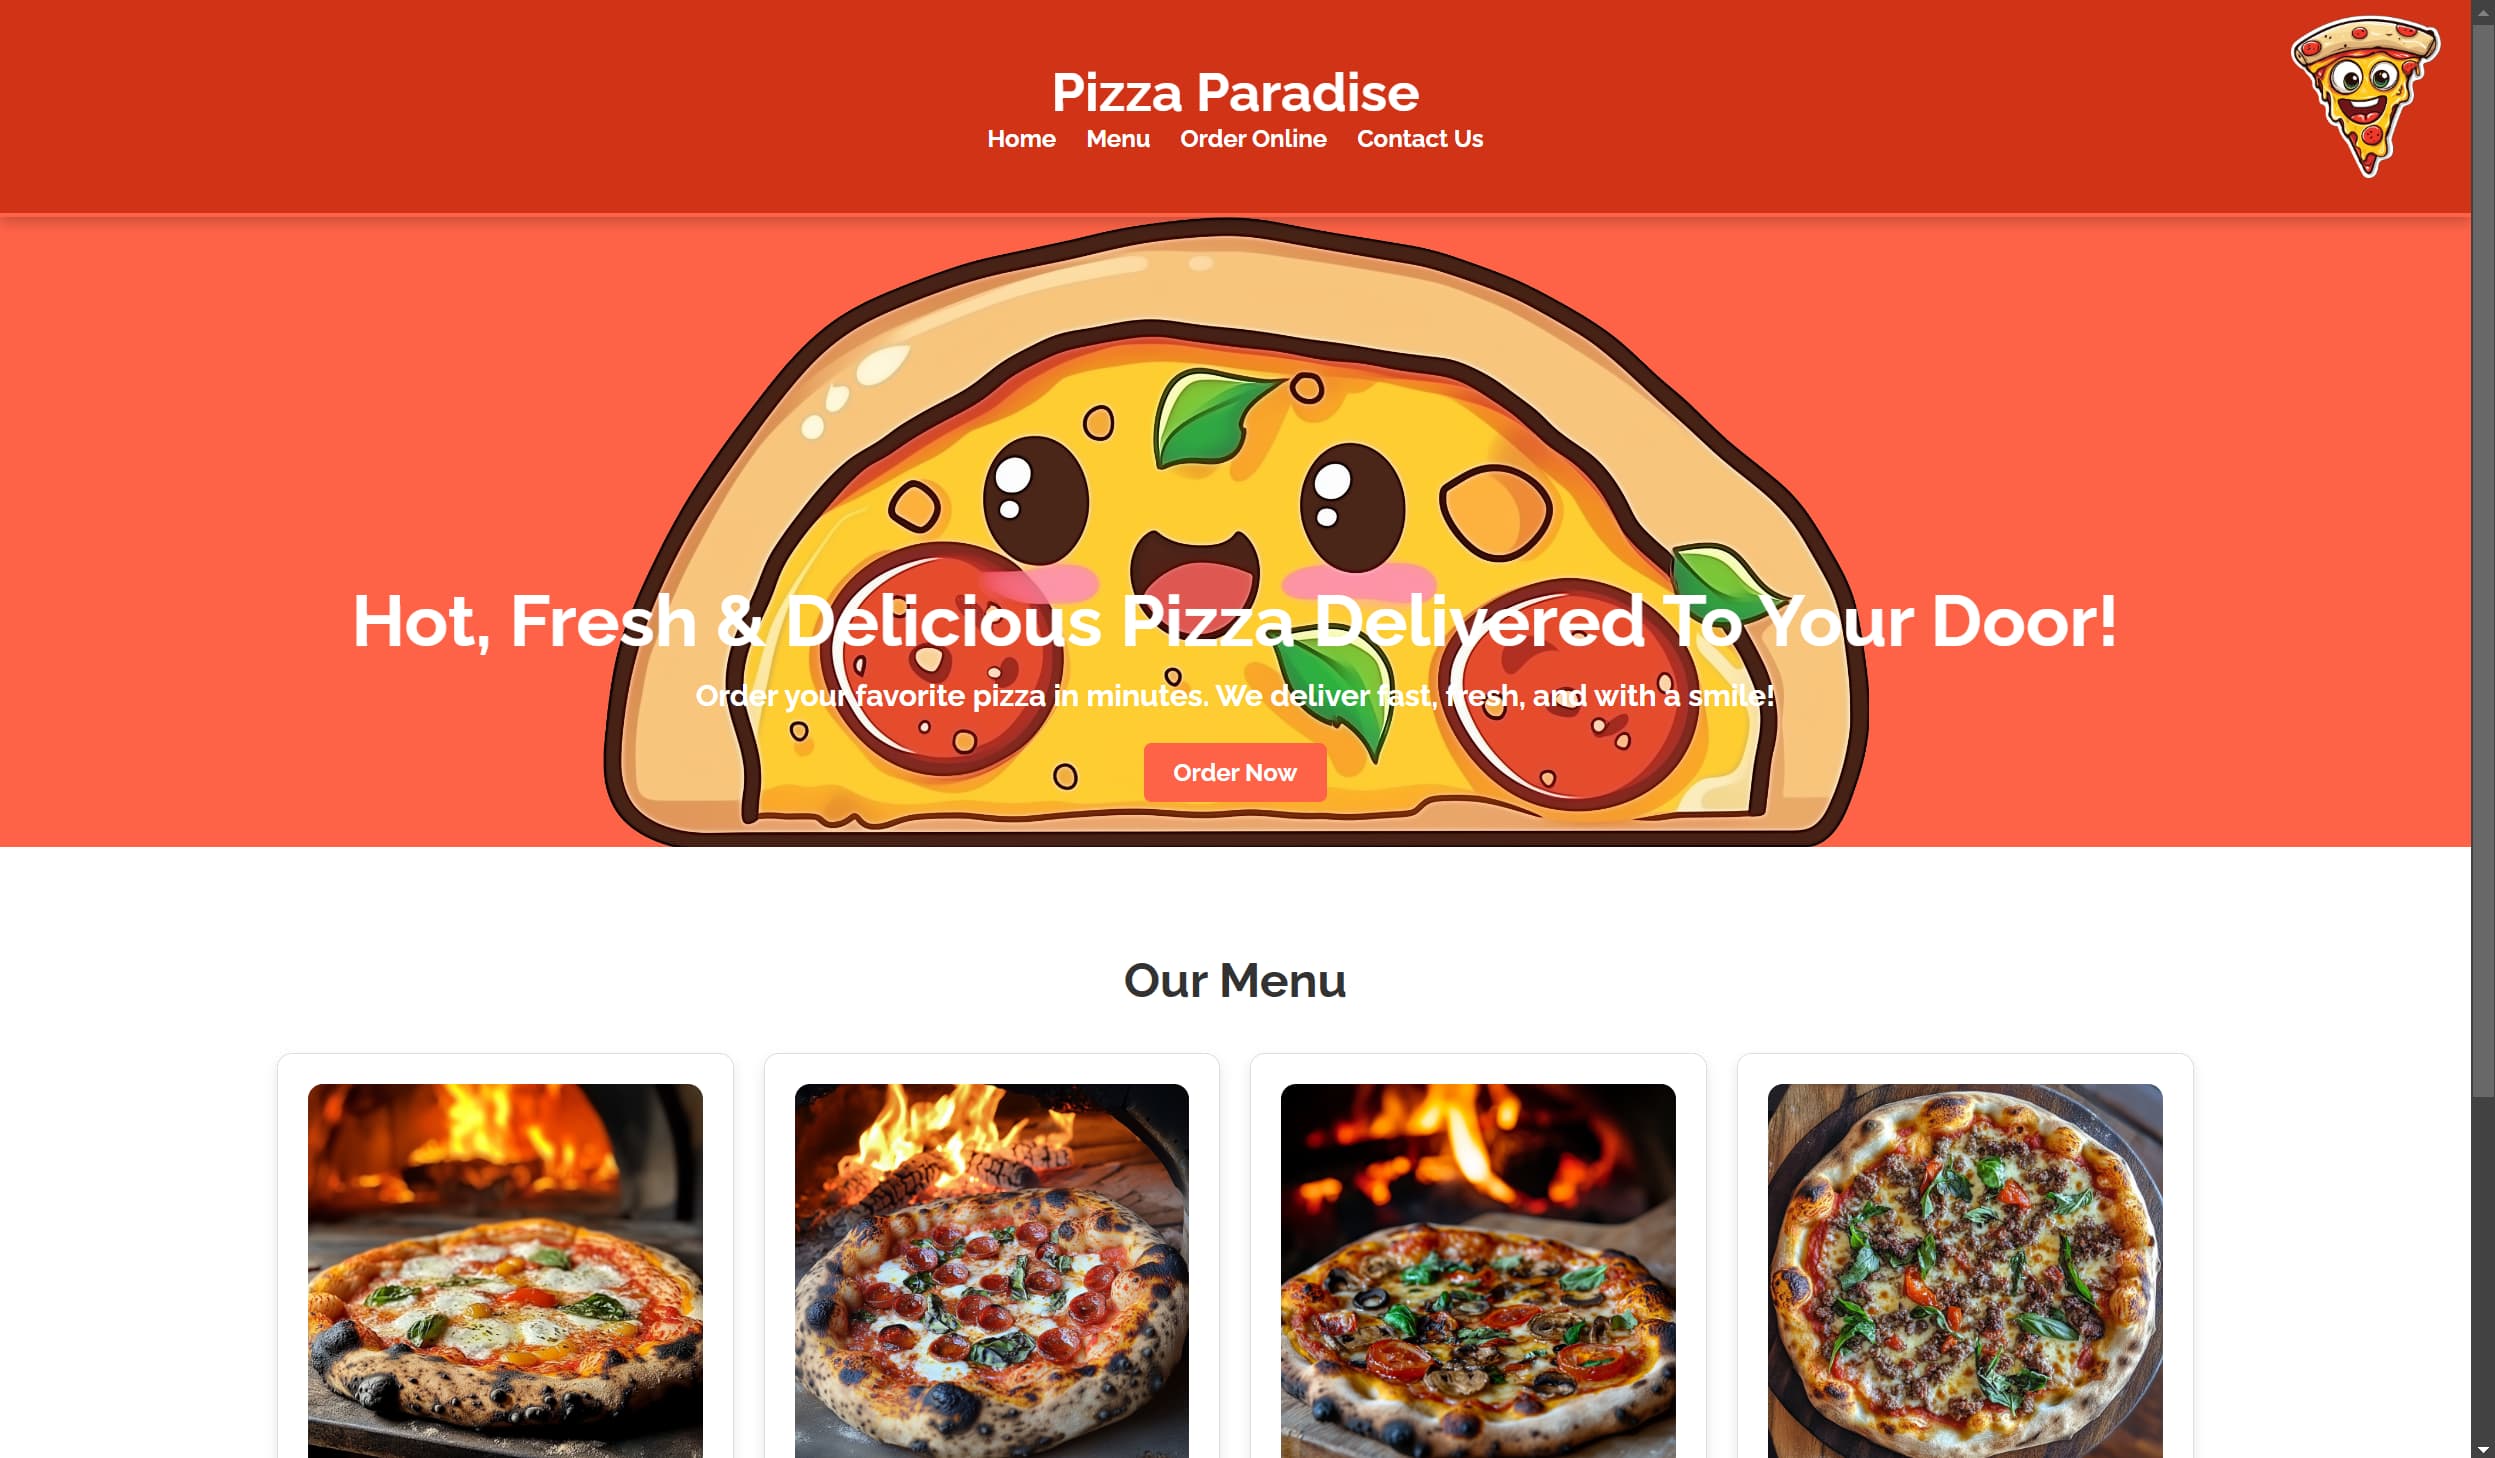 Pizza Paradise
Home Menu Order Online Contact Us
Hot, Fresh & Delicious Pizza Delivered To Your Door!
Order your favorite pizza in minutes. We deliver fast, fresh, and with a smile!
Order Now
Our Menu